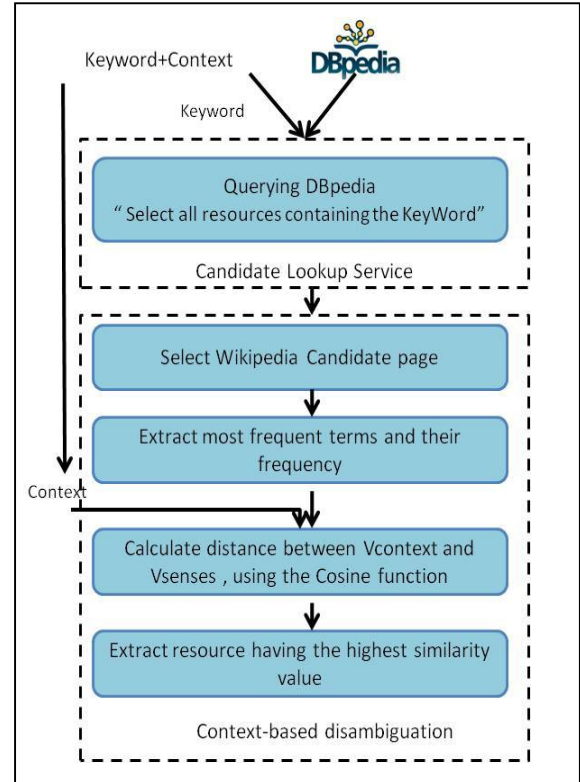 Keyword+Context
DBpedia
Keyword
Querying DBpedia
“ Select all resources containing the KeyWord”
Candidate Lookup Service
Select Wikipedia Candidate page
Extract most frequent terms and their
frequency
Context
Calculate distance between Vcontext and
Vsenses , using the Cosine function
Extract resource having the highest similarity
value
Context-based disambiguation